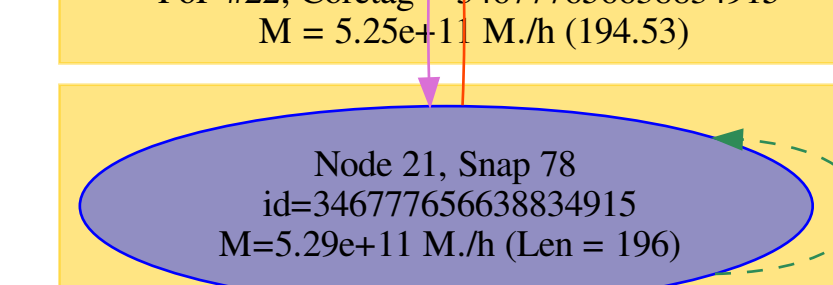 M = 5.25e+11 M./h (194.53)
Node 21, Snap 78
id=346777656638834915
M=5.29e+11 M./h (Len = 196)